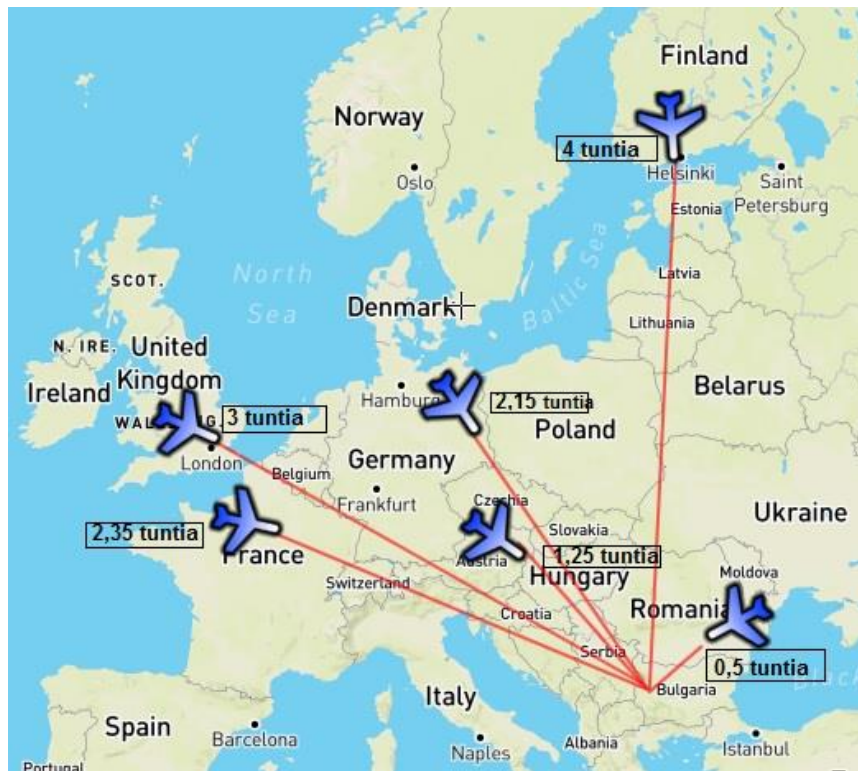 Finland
Norway
4 tuntia
Helsinki
Oslo
Saint
Petersburg
Estonia
SCOT.
North
Sea
Baltic Sea
Latvia
Denmark
Lithuania
N. IRE.
United
Kingdom
Ireland
Hamburg
2,15 tuntia
Belarus
3 tuntia
Poland
London
Belgium
Germany
Frankfurt
Czechia
Ukraine
2,35 tuntia
France
Slovakia
1,25 tuntia
Austria
Hungary
Switzerland
Moldova
Croatia
Romania
Serbia
0,5 tuntia
Bulgaria
Black
Italy
Spain
Barcelona
Naples
Albania
Istanbul
Portugal